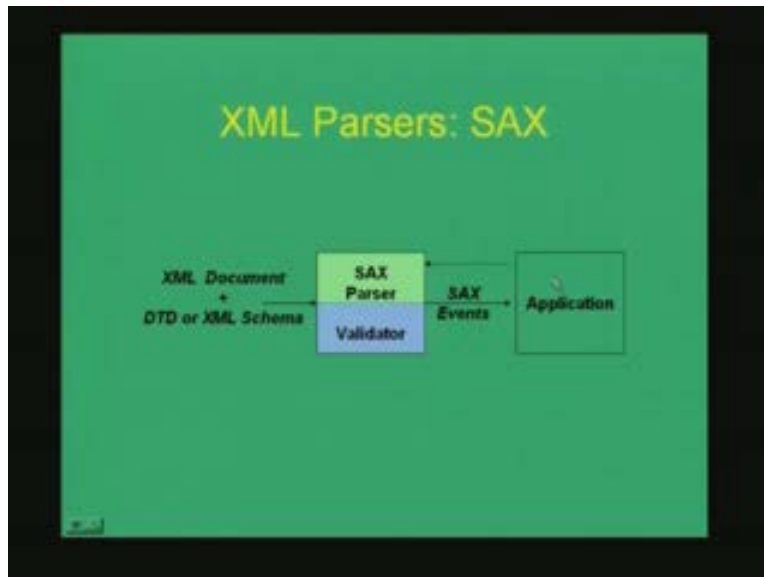 XML Parsers: SAX
XML Document
+
DTD or XML Schema
SAX
Parser
Validator
SAX
Events
Application